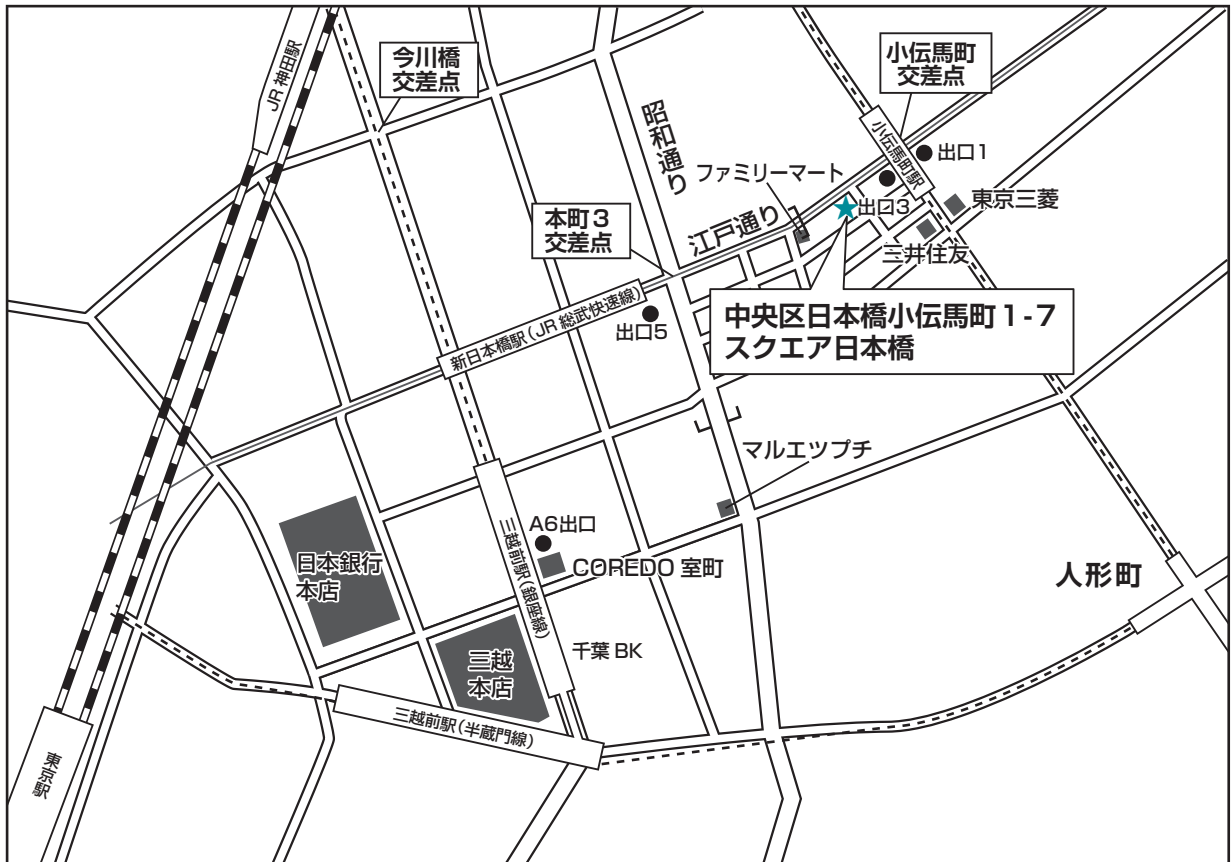 今川橋
交差点
小伝馬町
交差点
JR 神田駅
昭和通り
小伝馬町駅
出口1
ファミリーマート
東京三菱
出口3
江戸通り
本町3
交差点
三井住友
中央区日本橋小伝馬町1-7
スクエア日本橋
新日本橋駅(JR 総武快速線)
出口5
マルエツプチ
A6出口
三越前駅(銀座線)
COREDO 室町
日本銀行
本店
人形町
千葉 BK
三越
本店
三越前駅(半蔵門線)
東京駅